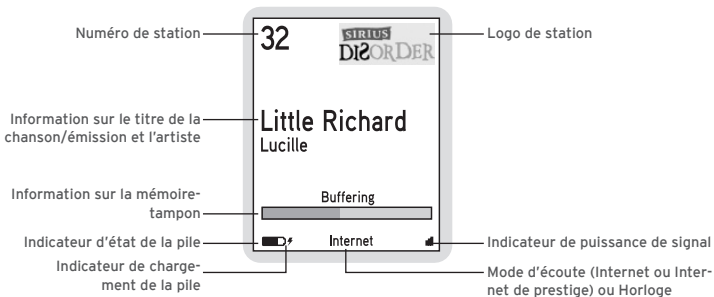 Numéro de station
32
SIRIUS
DISORDER
Logo de station
Information sur le titre de la
chanson/émission et l'artiste
Little Richard
Lucille
Information sur la mémoire-
tampon
Buffering
Indicateur d'état de la pile
Internet
Indicateur de puissance de signal
Indicateur de charge-
ment de la pile
Mode d'écoute (Internet ou Inter-
net de prestige) ou Horloge